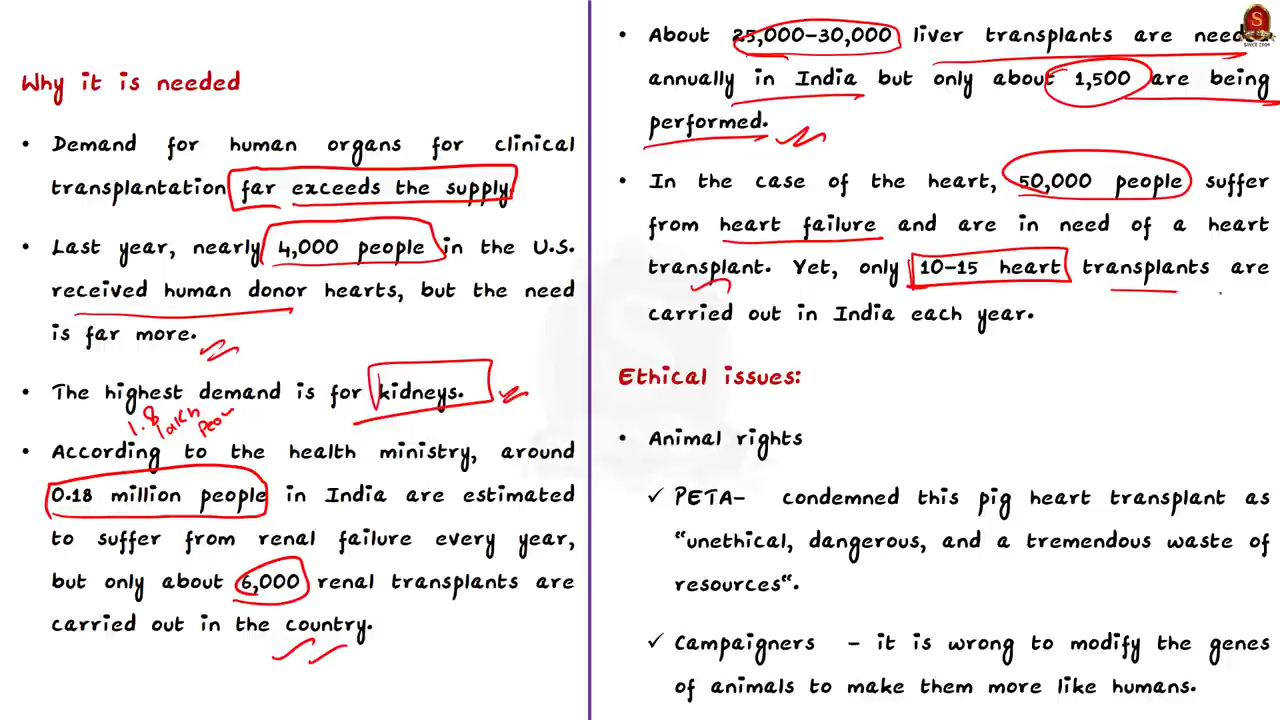 Why it is needed
• Demand for human organs for clinical
transplantation far exceeds the supply.
• Last year, nearly 4,000 people in the U.S.
received human donor hearts, but the need
is far more.
• The highest demand is for kidneys.
1.8 lakh
• According to the health ministry, around
0.18 million people in India are estimated
to suffer from renal failure every year,
but only about 6,000 renal transplants are
carried out in the country.
• About 25,000-30,000 liver transplants are needed
annually in India but only about 1,500 are being
performed.
• In the case of the heart, 50,000 people suffer
from heart failure and are in need of a heart
transplant. Yet, only 10-15 heart transplants are
carried out in India each year.
Ethical issues:
• Animal rights
✓ PETA- condemned this pig heart transplant as
"unethical, dangerous, and a tremendous waste of
resources".
✓ Campaigners - it is wrong to modify the genes
of animals to make them more like humans.
S
SINCE 2004